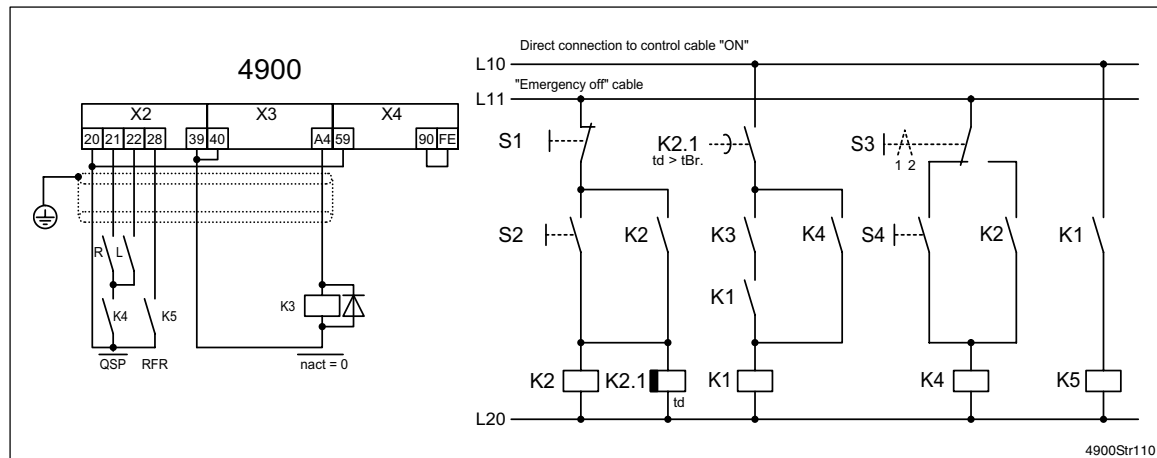 Direct connection to control cable "ON"
L10
4900
"Emergency off" cable
L11
X2 X3 X4
20 21 22 28 39 40 A4 59 90 FE
S1
K2.1
td > tBr.
S3
1 2
S2 K2 K3 K4 S4 K2 K1
R L
K1
K4 K5 K3
QSP RFR nact = 0
K2 K2.1 K1 K4 K5
td
L20
4900Str110